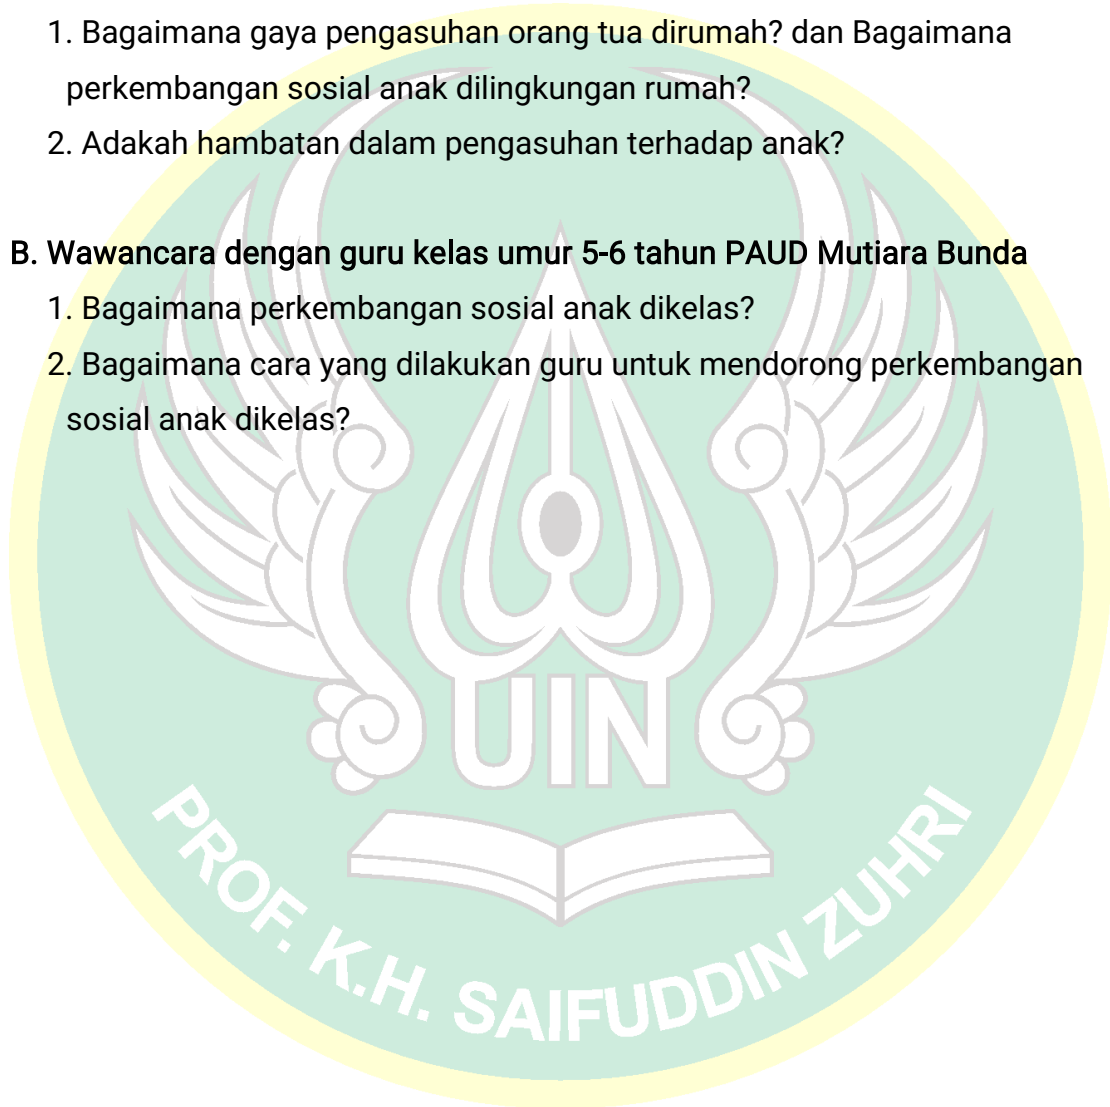 1. Bagaimana gaya pengasuhan orang tua dirumah? dan Bagaimana
perkembangan sosial anak dilingkungan rumah?
2. Adakah hambatan dalam pengasuhan terhadap anak?
B. Wawancara dengan guru kelas umur 5-6 tahun PAUD Mutiara Bunda
1. Bagaimana perkembangan sosial anak dikelas?
2. Bagaimana cara yang dilakukan guru untuk mendorong perkembangan
sosial anak dikelas?
UIN
PROF. K.H. SAIFUDDIN ZUHRI